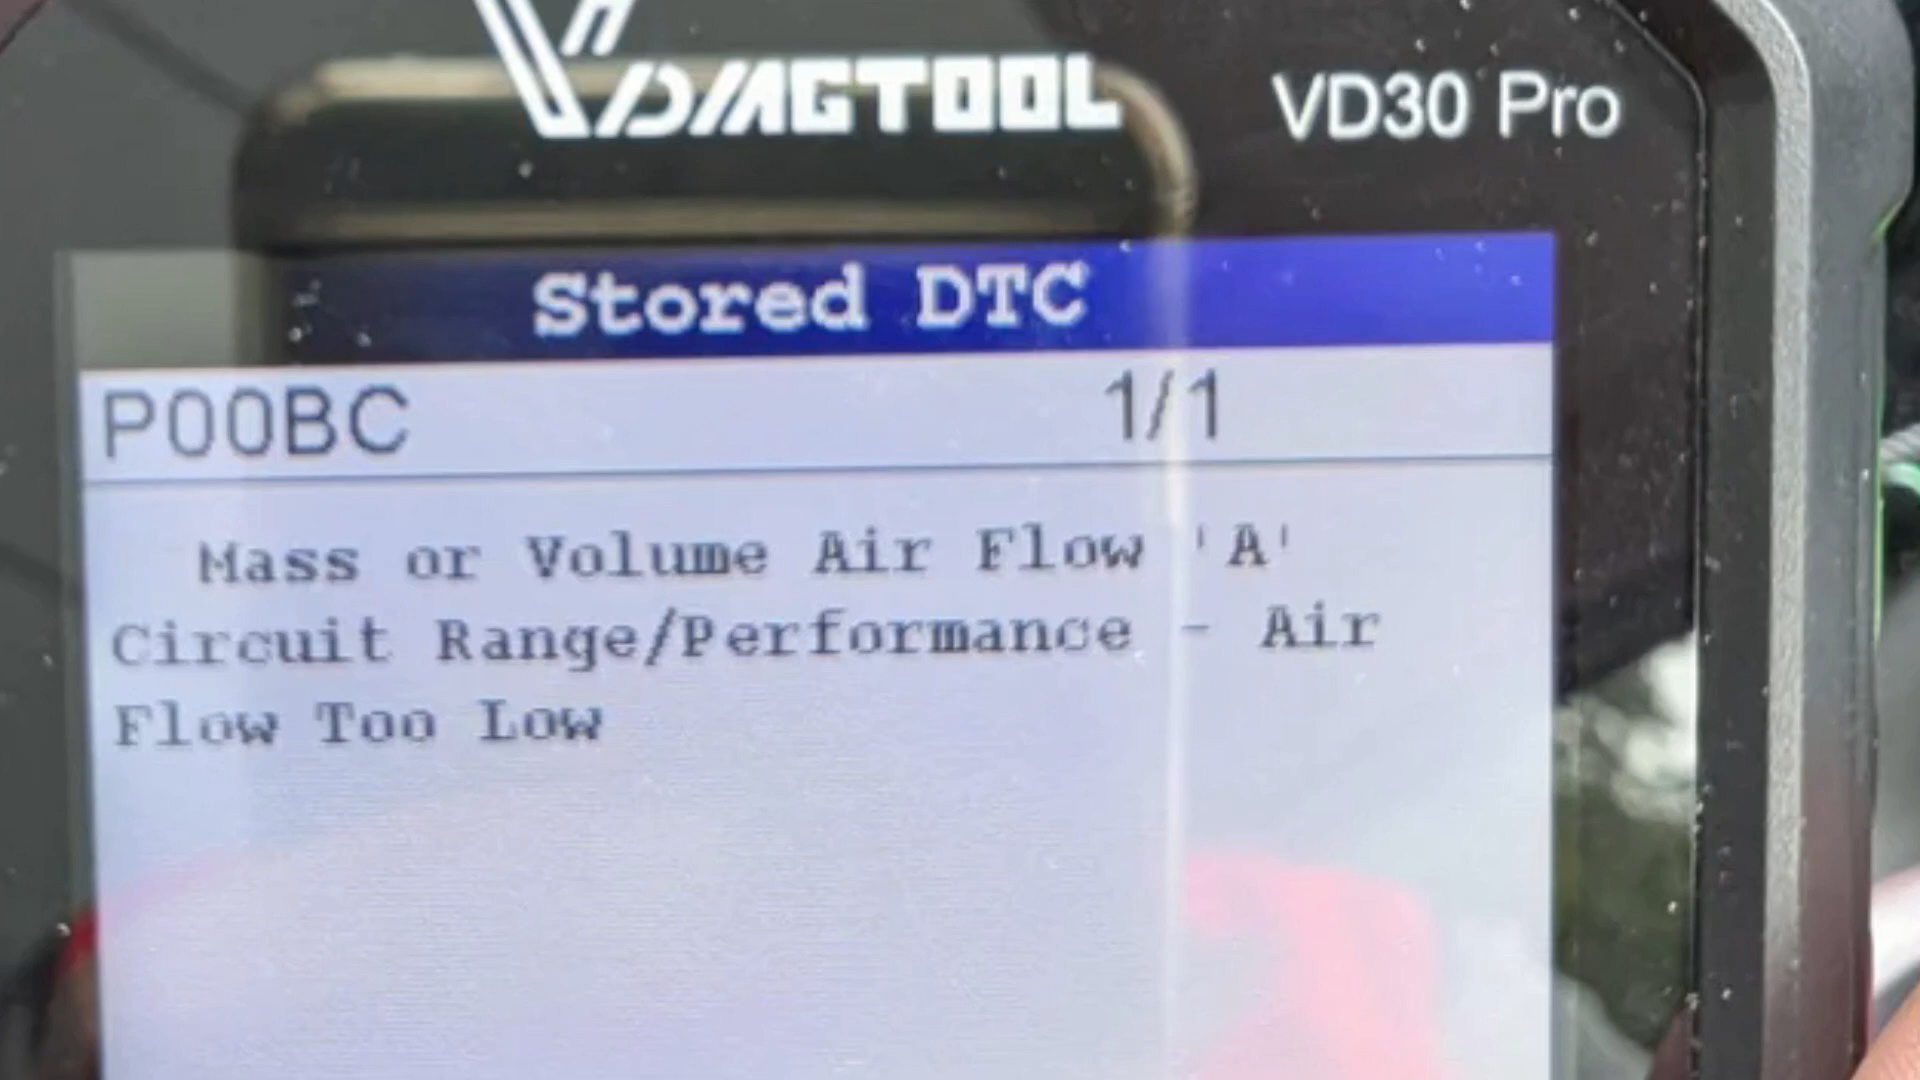 VDIAGTOOL
VD30 Pro
Stored DTC
P00BC 1/1
Mass or Volume Air Flow 'A'
Circuit Range/Performance - Air
Flow Too Low